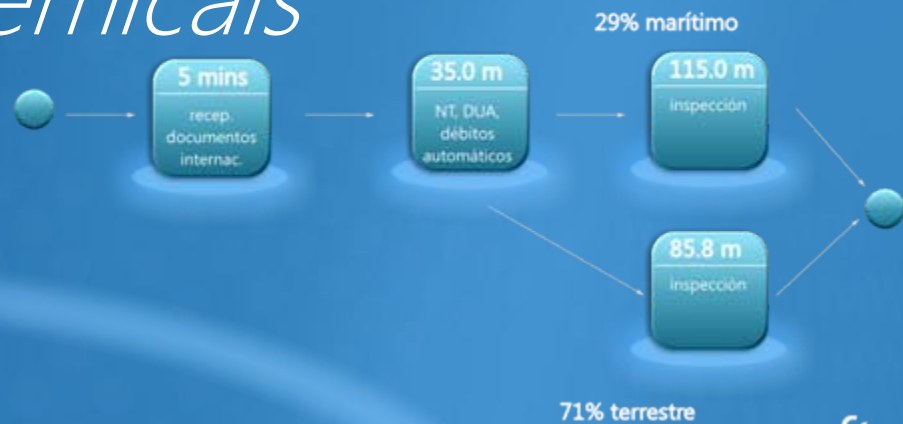 29% marítimo
5 mins
recep.
documentos
internac.
35.0 m
NT, DUA,
débitos
automáticos
115.0 m
inspección
85.8 m
inspección
71% terrestre